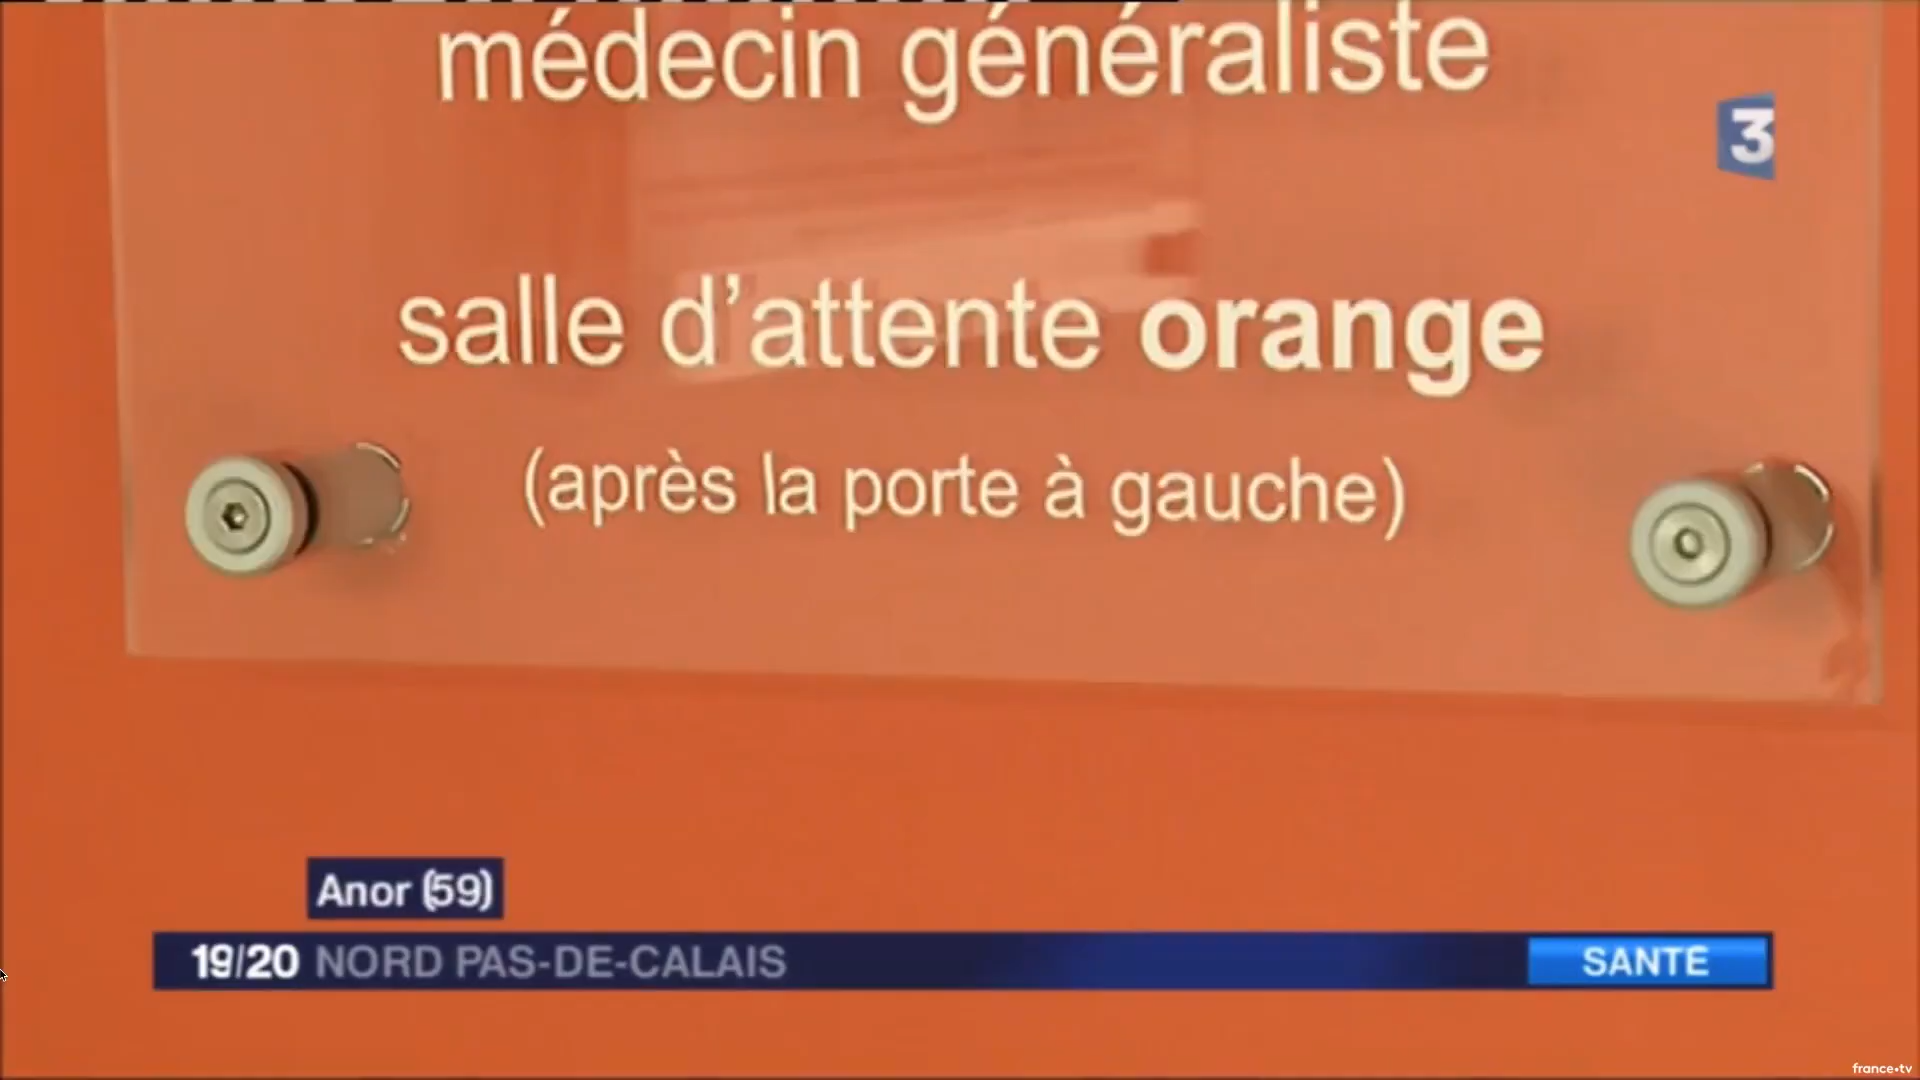 médecin généraliste
3
salle d'attente orange
(après la porte à gauche)
Anor (59)
19/20 NORD PAS-DE-CALAIS
SANTÉ
france•tv